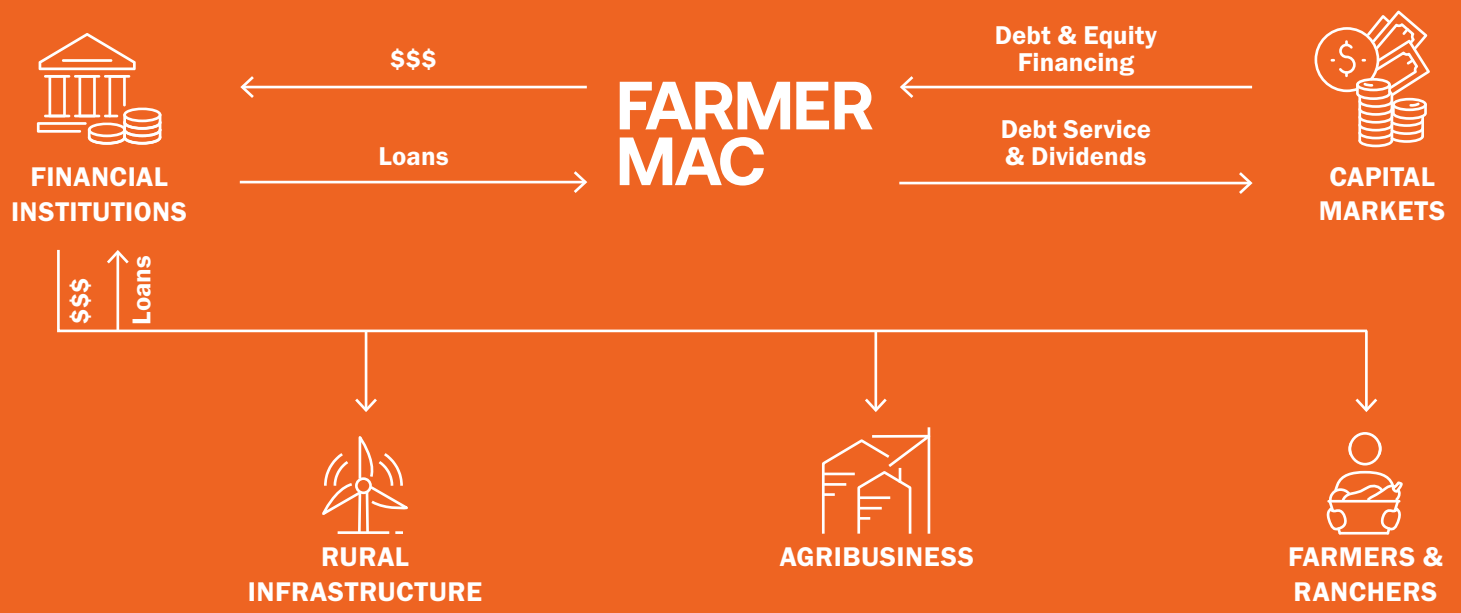 $$$
Debt & Equity
Financing
FARMER
MAC
Loans
Debt Service
& Dividends
FINANCIAL
INSTITUTIONS
CAPITAL
MARKETS
$$$
Loans
$
RURAL
INFRASTRUCTURE
AGRIBUSINESS
FARMERS &
RANCHERS